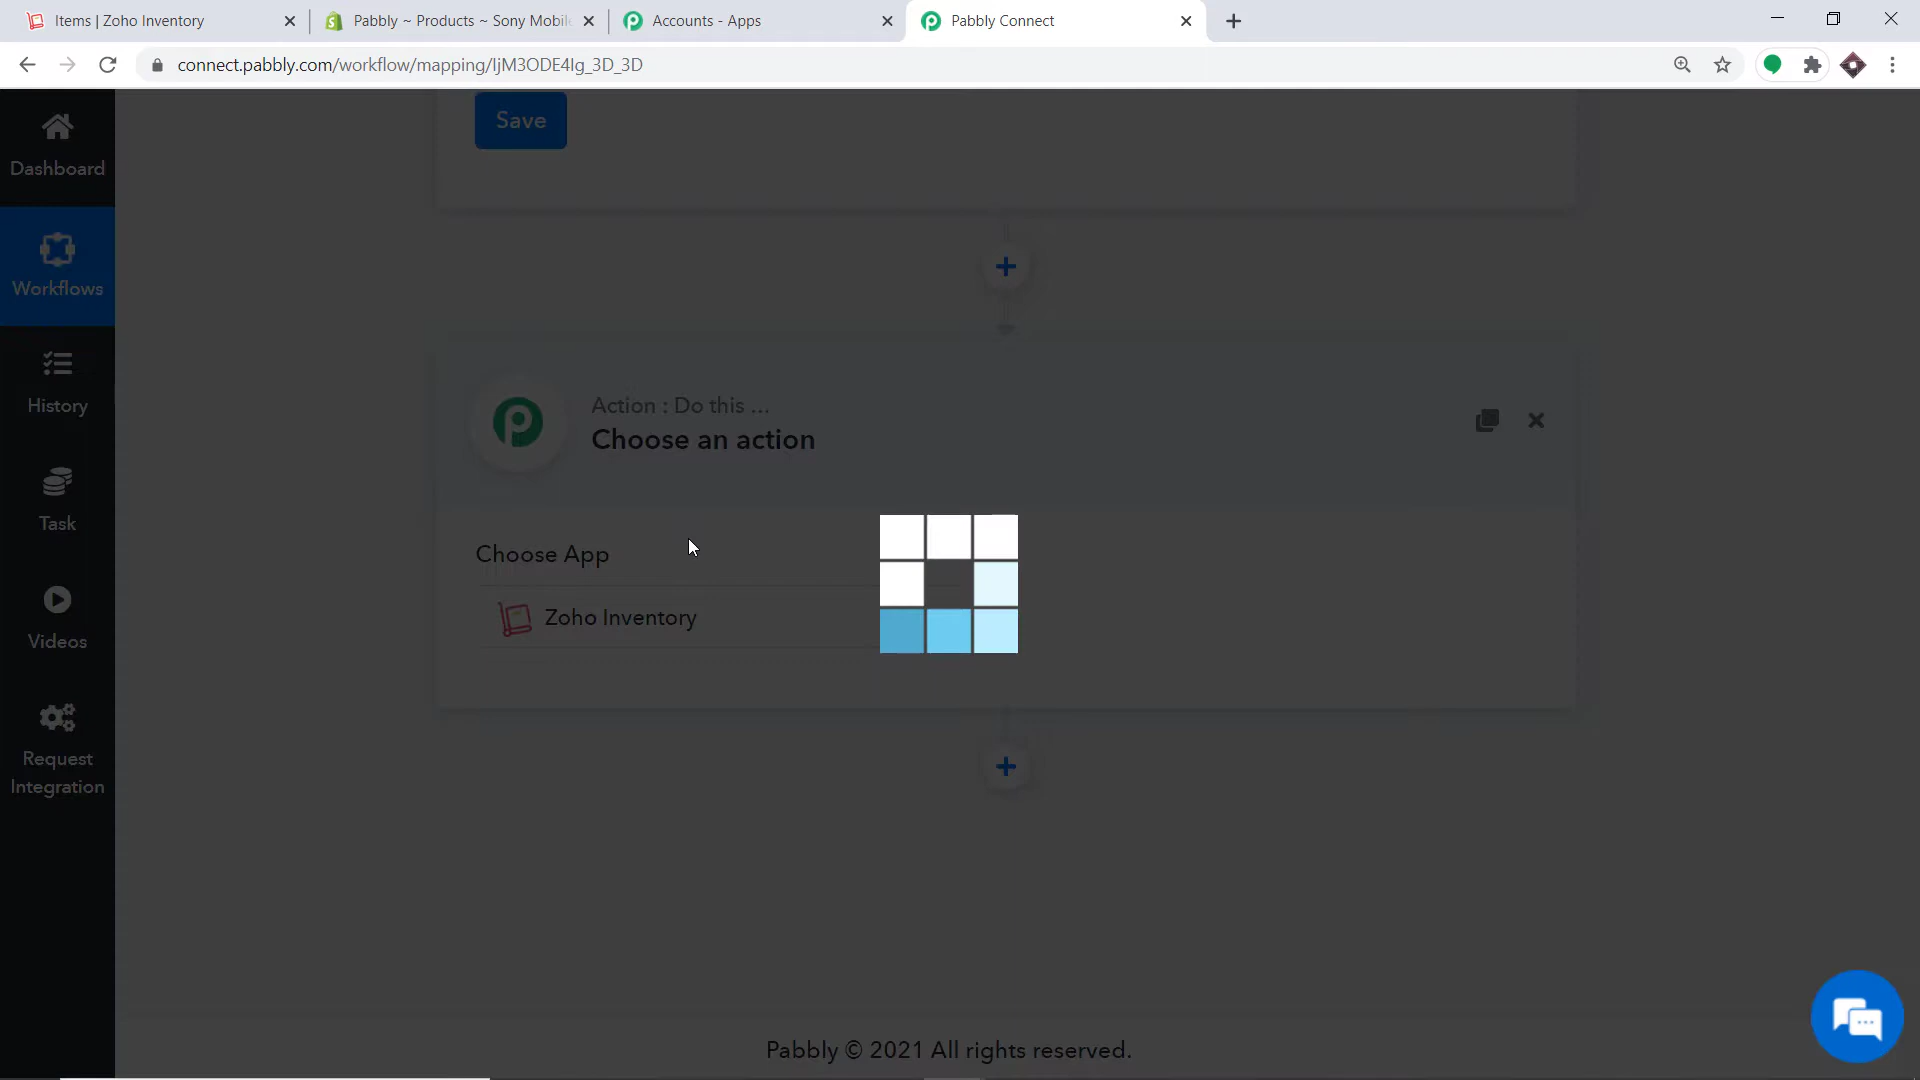 Items | Zoho Inventory
Pabbly ~ Products ~ Sony Mobil
Accounts - Apps
Pabbly Connect
connect.pabbly.com/workflow/mapping/IjM3ODE4Ig_3D_3D
Dashboard
Workflows
History
Task
Videos
Request
Integration
Save
Action : Do this ...
Choose an action
Choose App
Zoho Inventory
Pabbly © 2021 All rights reserved.